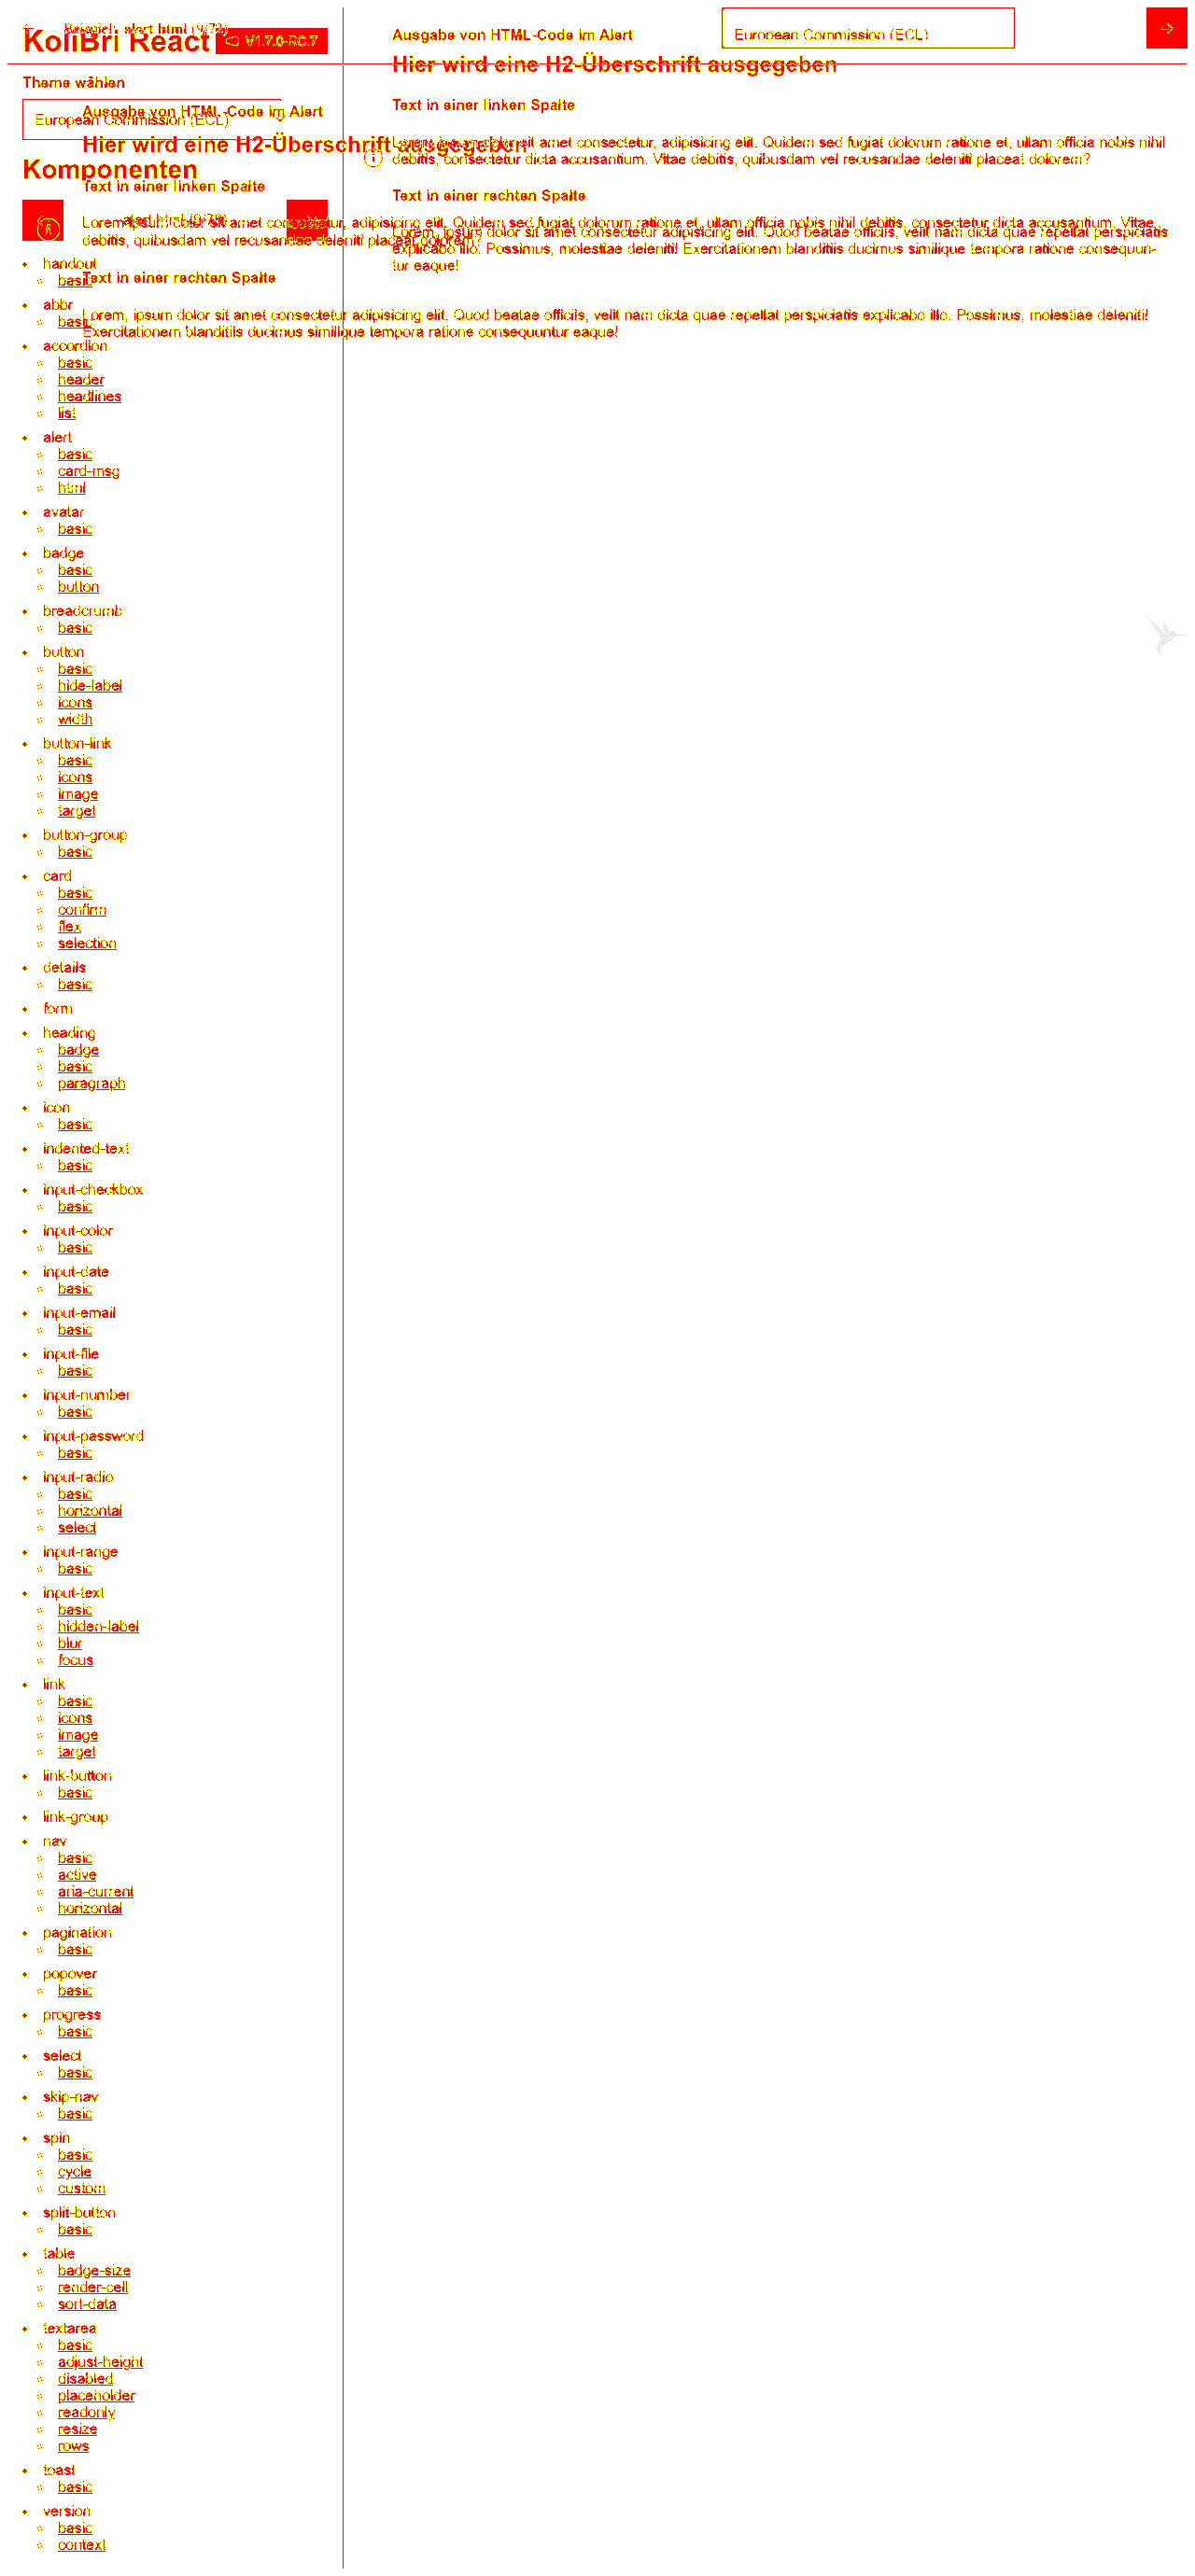 Beispiel: alert html (9/78)
KoliBri React
V1.7.0-RC.7
Theme wählen
European Commission (ECL)
Komponenten
alert html (9/78)
handout
basic
abbr
basic
accordion
basic
header
headlines
list
alert
basic
card-msg
html
avatar
basic
badge
basic
button
breadcrumb
basic
button
basic
hide-label
icons
width
button-link
basic
icons
image
target
button-group
basic
card
basic
confirm
flex
selection
details
basic
form
heading
badge
basic
paragraph
icon
basic
indented-text
basic
input-checkbox
basic
input-color
basic
input-date
basic
input-email
basic
input-file
basic
input-number
basic
input-password
basic
input-radio
basic
horizontal
select
input-range
basic
input-text
basic
hidden-label
blur
focus
link
basic
icons
image
target
link-button
basic
link-group
nav
basic
active
aria-current
horizontal
pagination
basic
popover
basic
progress
basic
select
basic
skip-nav
basic
spin
basic
cycle
custom
split-button
basic
table
badge-size
render-cell
sort-data
textarea
basic
adjust-height
disabled
placeholder
readonly
resize
rows
toast
basic
version
basic
context
Ausgabe von HTML-Code im Alert
Hier wird eine H2-Überschrift ausgegeben
Text in einer linken Spalte
Lorem ipsum dolor sit amet consectetur, adipisicing elit. Quidem sed fugiat dolorum ratione et, ullam officia nobis nihil debitis, consectetur dicta accusantium. Vitae
debitis, quibusdam vel recusandae deleniti placeat dolorem?
Text in einer rechten Spalte
Lorem, ipsum dolor sit amet consectetur adipisicing elit. Quod beatae officiis, velit nam dicta quae repellat perspiciatis explicabo illo. Possimus, molestiae deleniti!
Exercitationem blanditiis ducimus similique tempora ratione consequuntur eaque!
European Commission (ECL)
Ausgabe von HTML-Code im Alert
Hier wird eine H2-Überschrift ausgegeben
Text in einer linken Spalte
Lorem ipsum dolor sit amet consectetur, adipisicing elit. Quidem sed fugiat dolorum ratione et, ullam officia nobis nihil
debitis, consectetur dicta accusantium. Vitae debitis, quibusdam vel recusandae deleniti placeat dolorem?
Text in einer rechten Spalte
Lorem, ipsum dolor sit amet consectetur adipisicing elit. Quod beatae officiis, velit nam dicta quae repellat perspiciatis
explicabo illo. Possimus, molestiae deleniti! Exercitationem blanditiis ducimus similique tempora ratione consequun-
tur eaque!